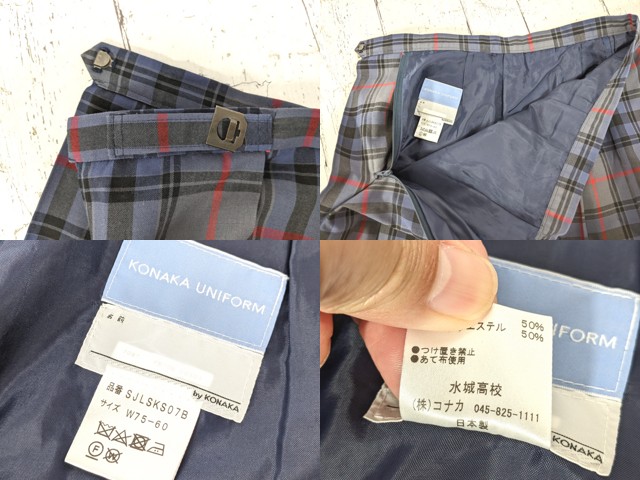 KONAKA UNIFORM
名前
by KONAKA
品番 SJLSKS07B
サイズ W75-60
IFORM
エステル 50%
50%
●つけ置き禁止
●あて布使用
水城高校
(株)コナカ 045-825-1111
日本製
KONAKA